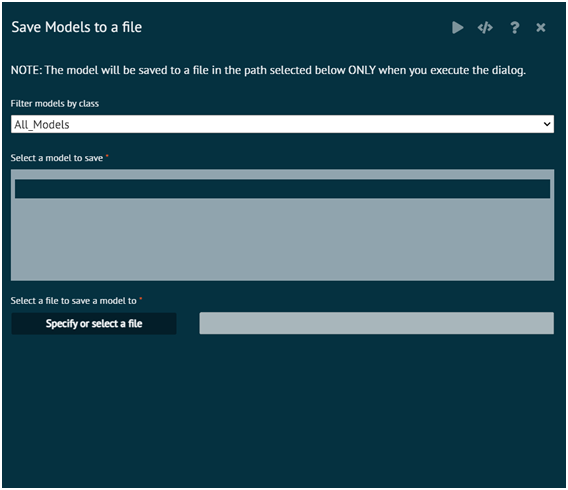 Save Models to a file
NOTE: The model will be saved to a file in the path selected below ONLY when you execute the dialog.
Filter models by class
All_Models
Select a model to save *
Select a file to save a model to *
Specify or select a file